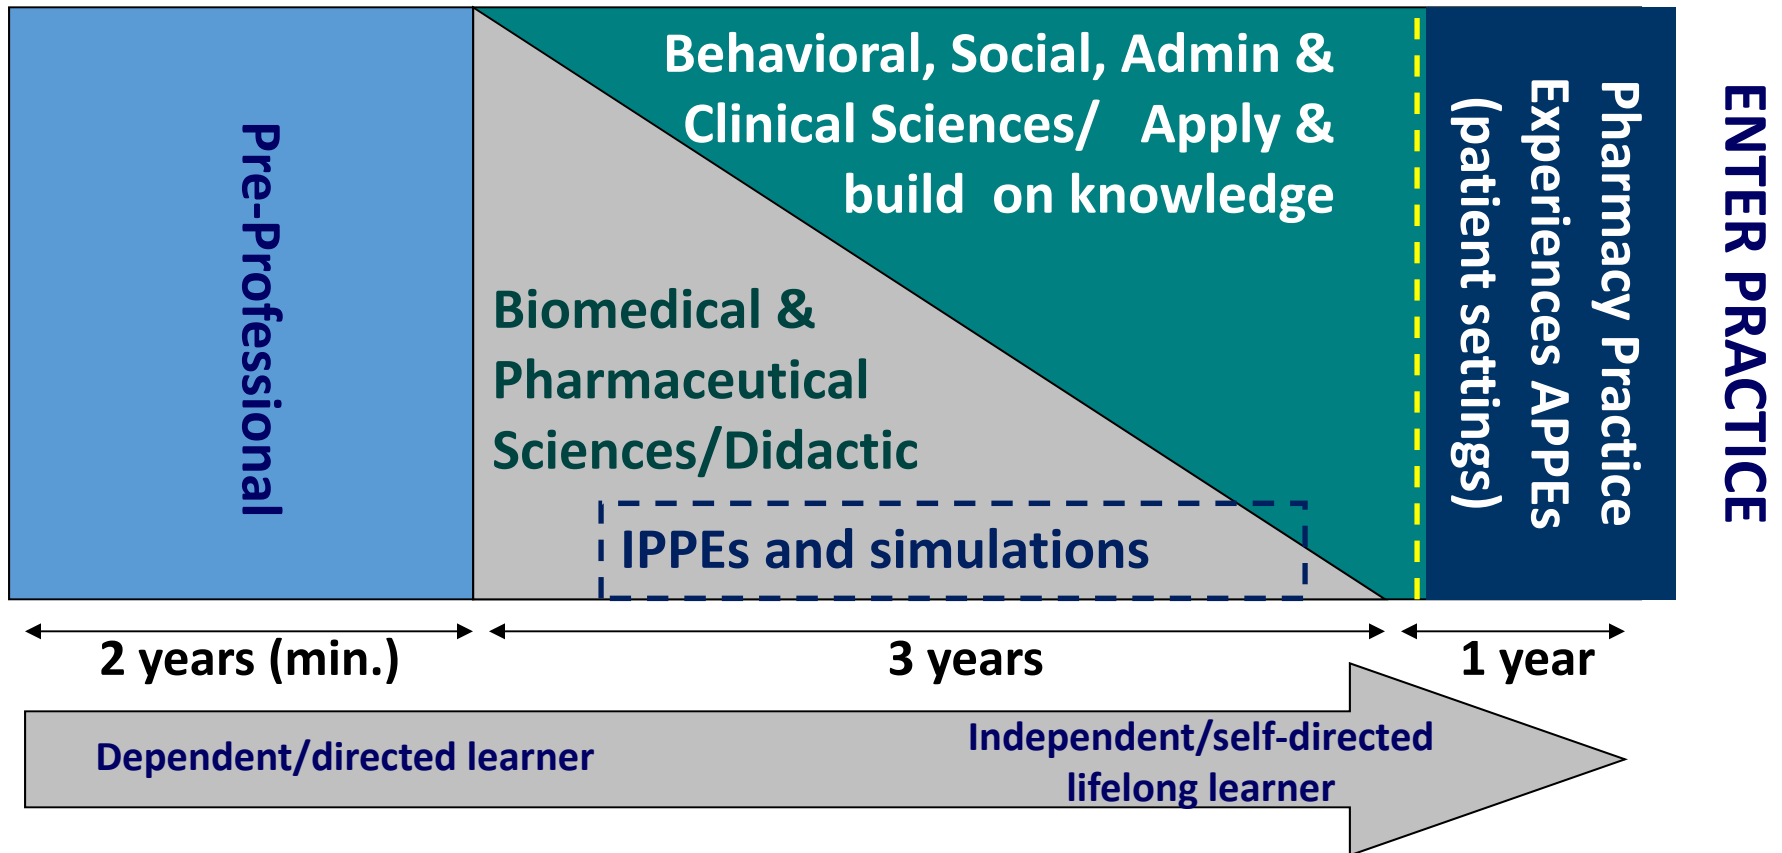 Pre-Professional
Behavioral, Social, Admin &
Clinical Sciences/   Apply &
build  on knowledge
Biomedical &
Pharmaceutical
Sciences/Didactic
IPPEs and simulations
Pharmacy Practice
Experiences APPEs
(patient settings)
ENTER PRACTICE
2 years (min.)
3 years
1 year
Dependent/directed learner
Independent/self-directed
lifelong learner